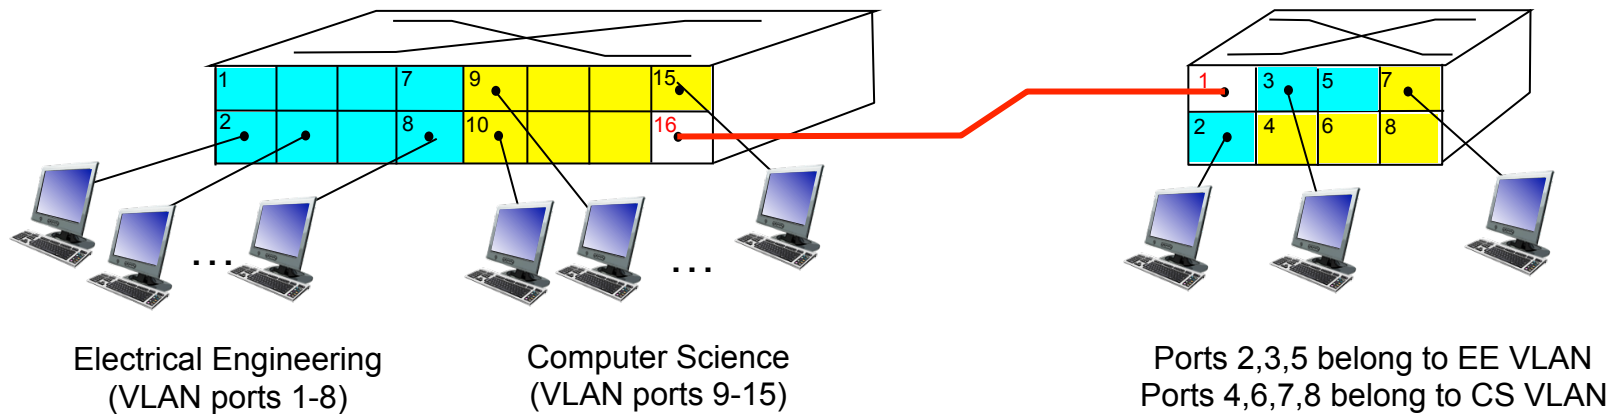 1 7 9 15
2 8 10 16
1 3 5 7
2 4 6 8
... ...
Electrical Engineering
(VLAN ports 1-8)
Computer Science
(VLAN ports 9-15)
Ports 2,3,5 belong to EE VLAN
Ports 4,6,7,8 belong to CS VLAN